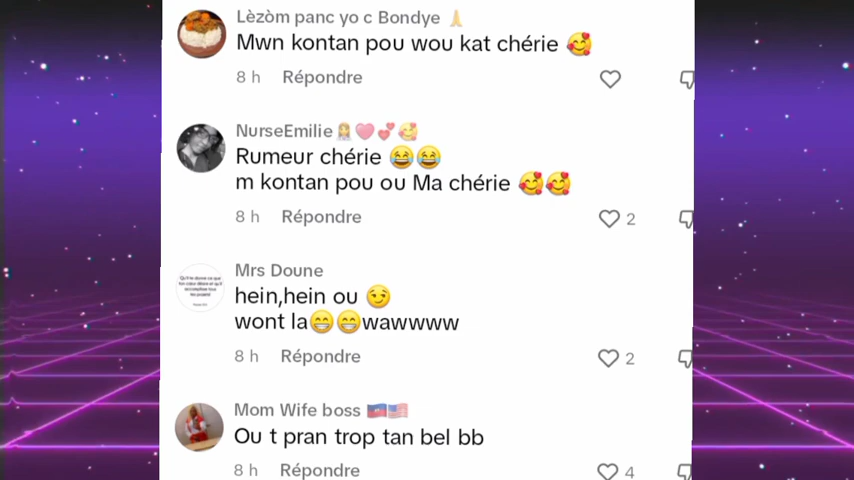 Lèzòm panc yo c Bondye 🙏
Mwn kontan pou wou kat chérie 🥰
8 h Répondre
NurseEmilie👩‍⚕️🩷💞🥰
Rumeur chérie 😂😂
m kontan pou ou Ma chérie 🥰🥰
8 h Répondre 2
Mrs Doune
hein,hein ou 😏
wont la😁😁wawwww
8 h Répondre 2
Mom Wife boss 🇭🇹🇺🇸
Ou t pran trop tan bel bb
8 h Répondre 4